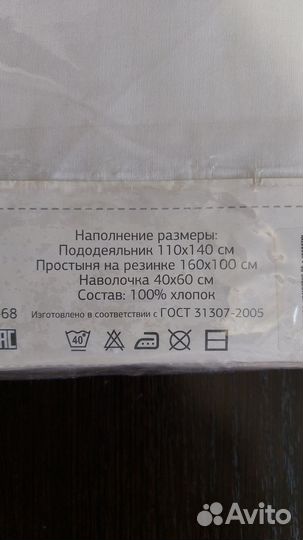 Наполнение размеры:
Пододеяльник 110х140 см
Простыня на резинке 160х100 см
Наволочка 40х60 см
Состав: 100% хлопок
-68 Изготовлено в соответствии с ГОСТ 31307-2005
40°
Avito